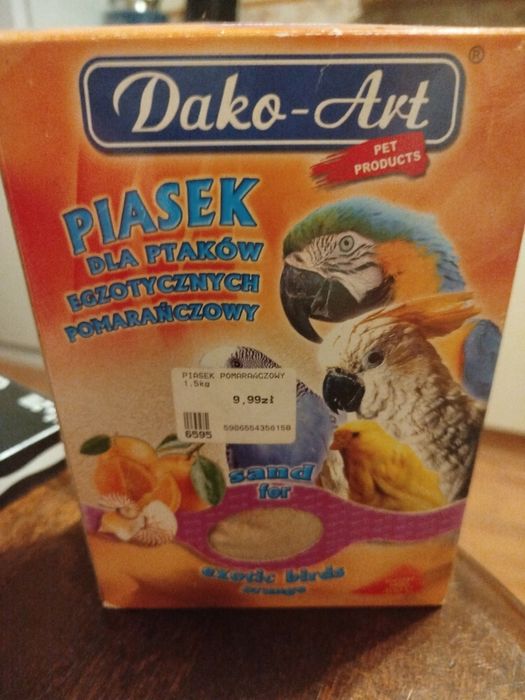 Dako-Art
®
PET
PRODUCTS
PIASEK
DLA PTAKÓW
EGZOTYCZNYCH
POMARAŃCZOWY
PIASEK POMARAŃCZOWY
1.5kg
9,99zł
6595
5906554356158
sand
for
exotic birds
orange